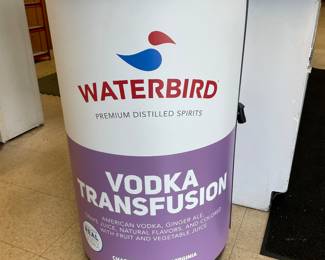 WATERBIRD
PREMIUM DISTILLED SPIRITS
VODKA
TRANSFUSION
AMERICAN VODKA, GINGER ALE,
GRAPE JUICE, NATURAL FLAVORS, AND COLORED
WITH FRUIT AND VEGETABLE JUICE
REAL